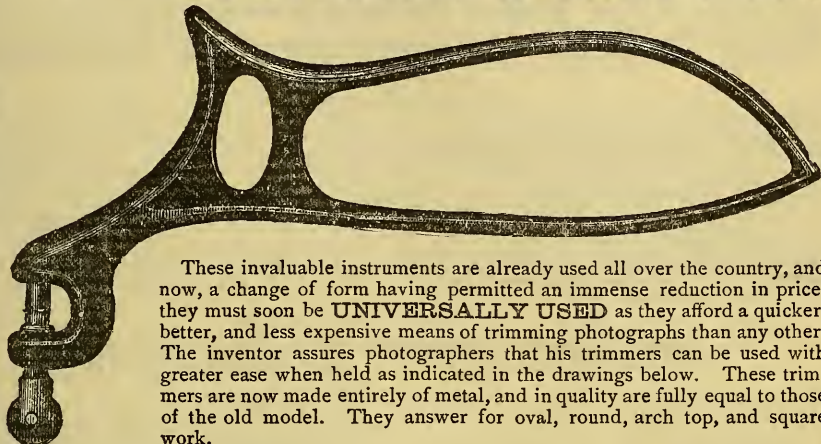 These invaluable instruments are already used all over the country, and
now, a change of form having permitted an immense reduction in price
they must soon be UNIVERSALLY USED as they afford a quicker
better, and less expensive means of trimming photographs than any other
The inventor assures photographers that his trimmers can be used with
greater ease when held as indicated in the drawings below. These trim-
mers are now made entirely of metal, and in quality are fully equal to those
of the old model. They answer for oval, round, arch top, and square
work.